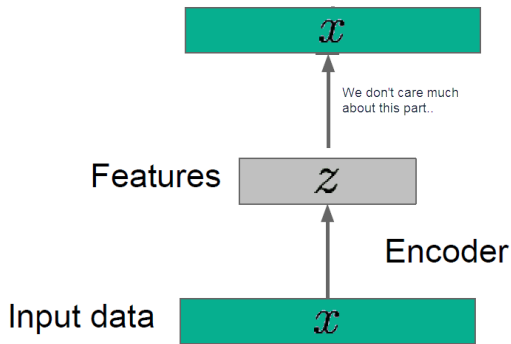 x
We don't care much
about this part..
Features
z
Encoder
Input data
x